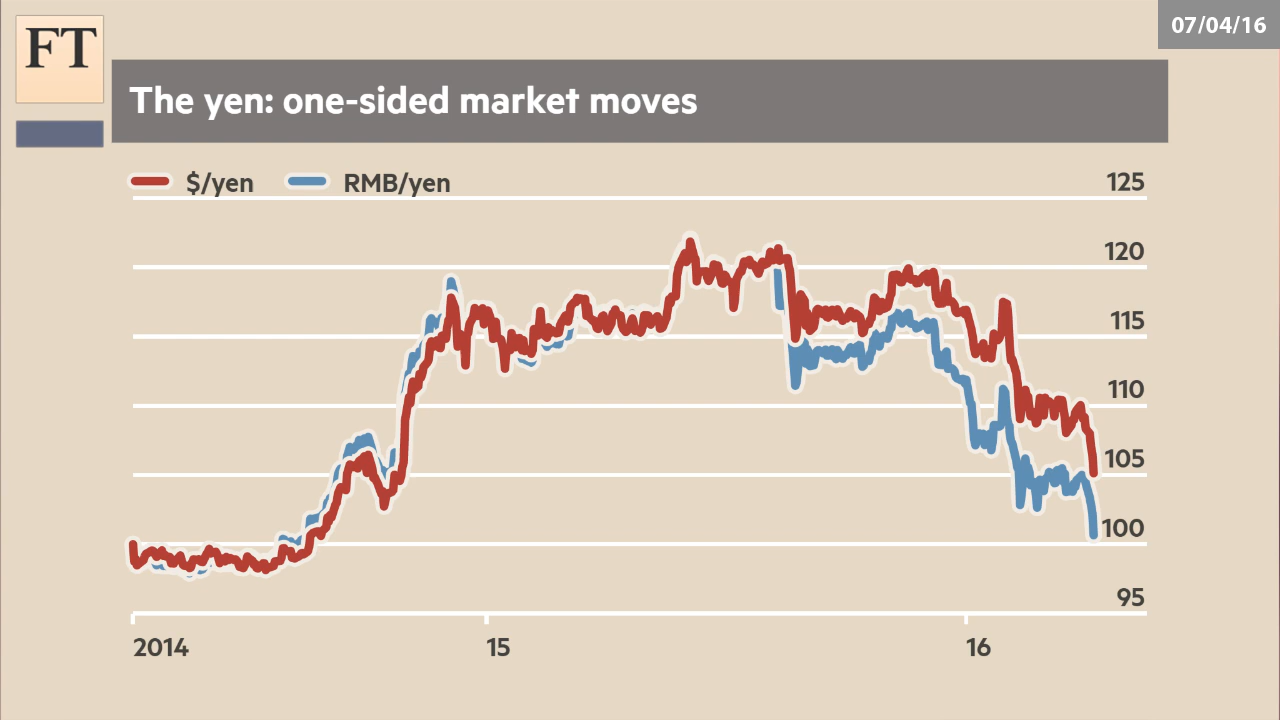 07/04/16
FT
The yen: one-sided market moves
$/yen RMB/yen
125
120
115
110
105
100
95
2014 15 16